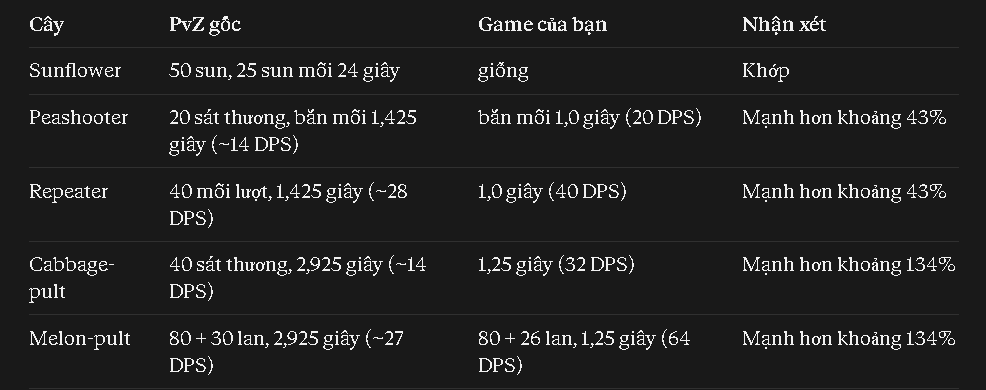 Cây PvZ gốc Game của bạn Nhận xét
Sunflower 50 sun, 25 sun mỗi 24 giây giống Khớp
Peashooter 20 sát thương, bắn mỗi 1,425 bắn mỗi 1,0 giây (20 DPS) Mạnh hơn khoảng 43%
giây (~14 DPS)
Repeater 40 mỗi lượt, 1,425 giây (~28 1,0 giây (40 DPS) Mạnh hơn khoảng 43%
DPS)
Cabbage- 40 sát thương, 2,925 giây (~14 1,25 giây (32 DPS) Mạnh hơn khoảng 134%
pult DPS)
Melon-pult 80 + 30 lan, 2,925 giây (~27 80 + 26 lan, 1,25 giây (64 Mạnh hơn khoảng 134%
DPS) DPS)